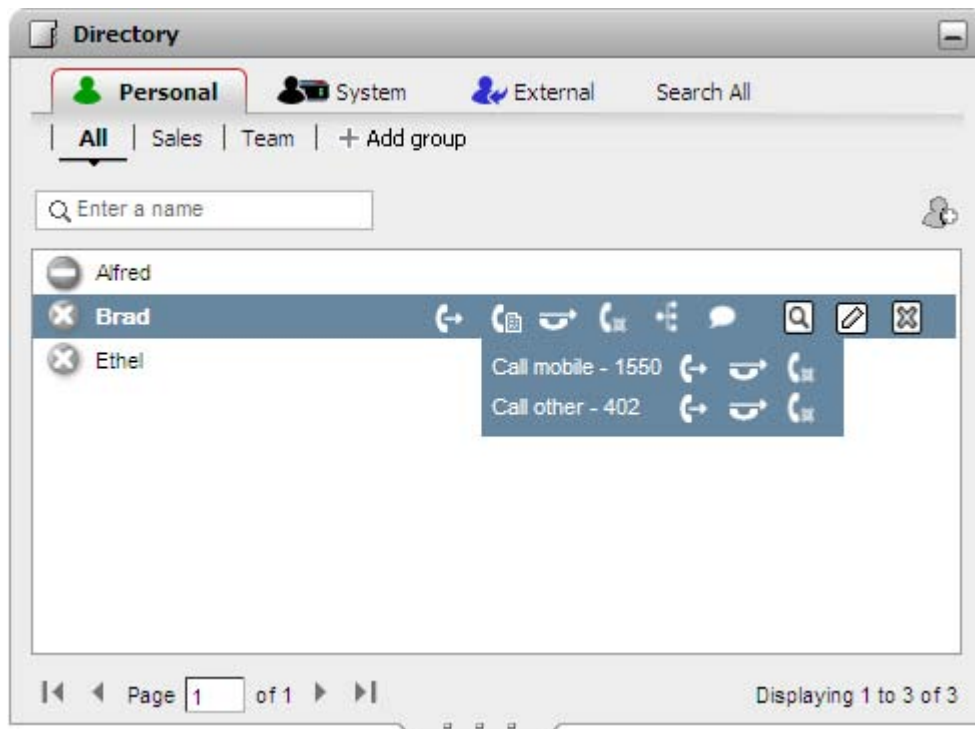 Directory
Personal System External Search All
| All | Sales | Team | + Add group
Enter a name
Alfred
Brad
Call mobile - 1550
Call other - 402
Ethel
Page 1 of 1
Displaying 1 to 3 of 3